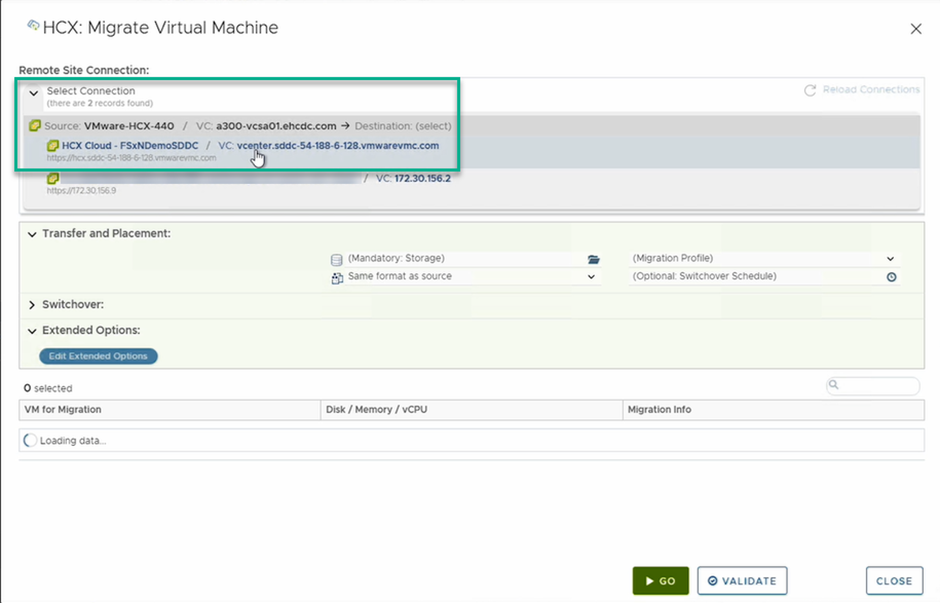 HCX: Migrate Virtual Machine
Remote Site Connection:
Select Connection
(there are 2 records found)
Reload Connections
Source: VMware-HCX-440 / VC: a300-vcsa01.ehcdc.com → Destination: (select)
HCX Cloud - FSxNDemoSDDC / VC: vcenter.sddc-54-188-6-128.vmwarevmc.com
https://hcx.sddc-54-188-6-128.vmwarevmc.com
/ VC: 172.30.156.2
https://172.30.156.9
Transfer and Placement:
(Mandatory: Storage) (Migration Profile)
Same format as source (Optional: Switchover Schedule)
Switchover:
Extended Options:
Edit Extended Options
0 selected
VM for Migration Disk / Memory / vCPU Migration Info
Loading data...
GO VALIDATE CLOSE